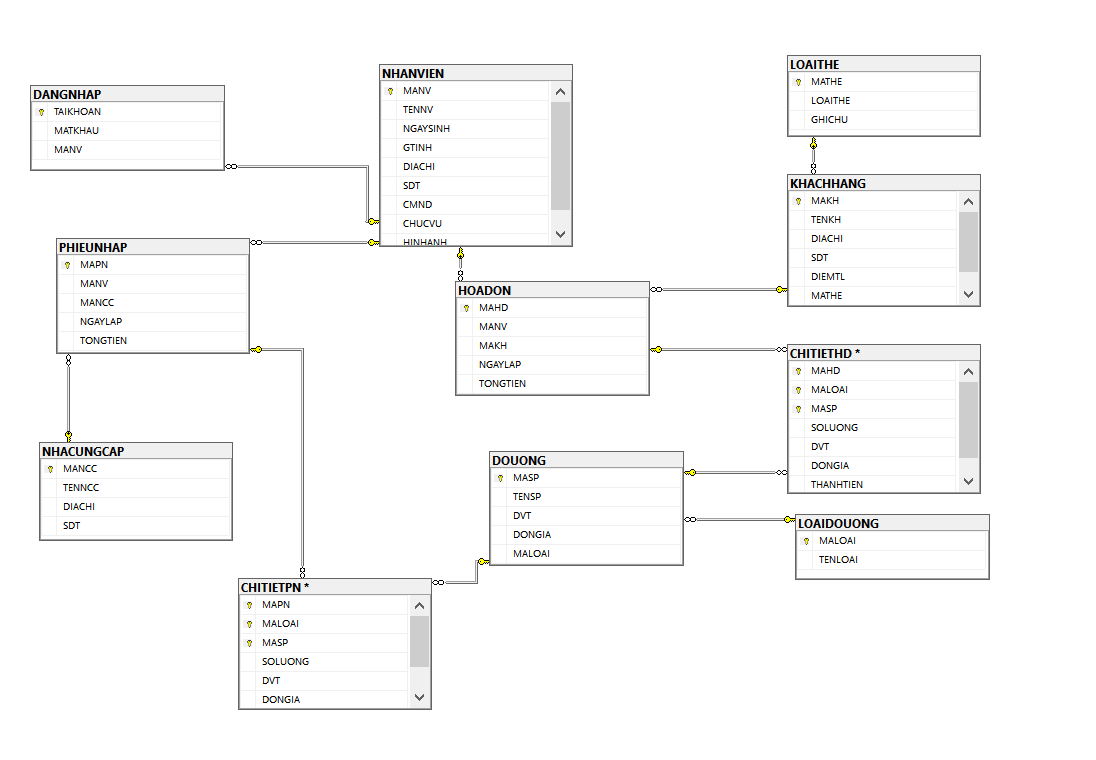 DANGNHAP
TAIKHOAN
MATKHAU
MANV
NHANVIEN
MANV
TENNV
NGAYSINH
GTINH
DIACHI
SDT
CMND
CHUCVU
HINHANH
LOAITHE
MATHE
LOAITHE
GHICHU
KHACHHANG
MAKH
TENKH
DIACHI
SDT
DIEMTL
MATHE
PHIEUNHAP
MAPN
MANV
MANCC
NGAYLAP
TONGTIEN
HOADON
MAHD
MANV
MAKH
NGAYLAP
TONGTIEN
CHITIETHD *
MAHD
MALOAI
MASP
SOLUONG
DVT
DONGIA
THANHTIEN
NHACUNGCAP
MANCC
TENNCC
DIACHI
SDT
DOUONG
MASP
TENSP
DVT
DONGIA
MALOAI
LOAIDOUONG
MALOAI
TENLOAI
CHITIETPN *
MAPN
MALOAI
MASP
SOLUONG
DVT
DONGIA